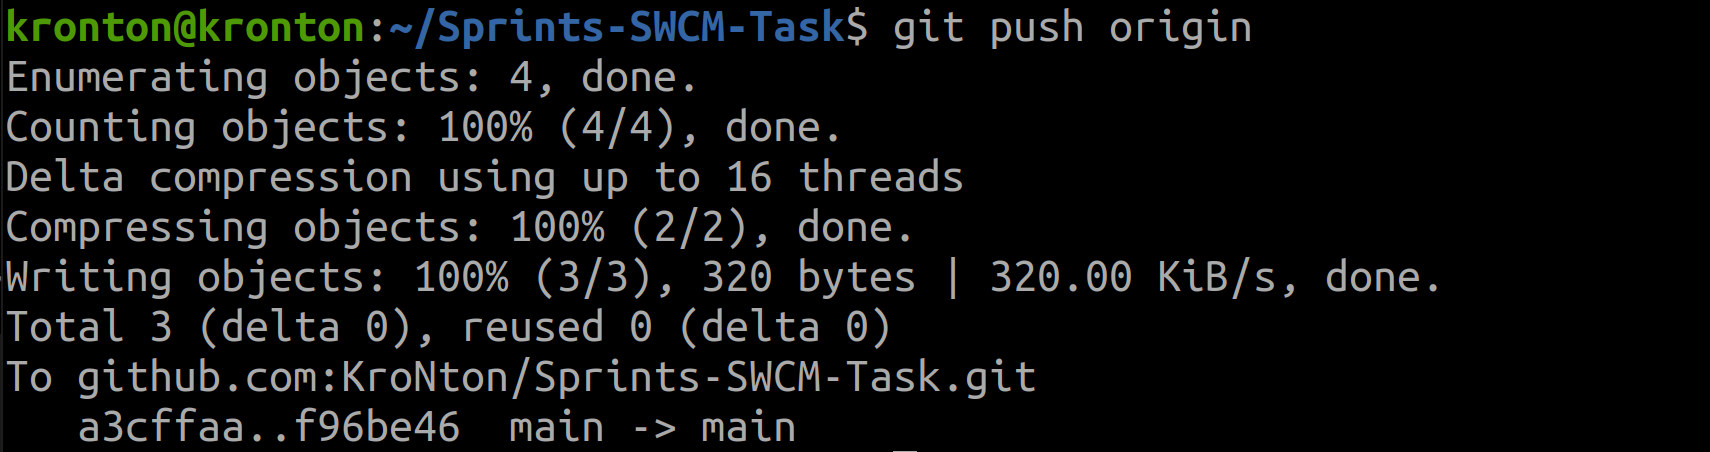 kronton@kronton:~/Sprints-SWCM-Task$ git push origin
Enumerating objects: 4, done.
Counting objects: 100% (4/4), done.
Delta compression using up to 16 threads
Compressing objects: 100% (2/2), done.
Writing objects: 100% (3/3), 320 bytes | 320.00 KiB/s, done.
Total 3 (delta 0), reused 0 (delta 0)
To github.com:KroNton/Sprints-SWCM-Task.git
   a3cffaa..f96be46  main -> main